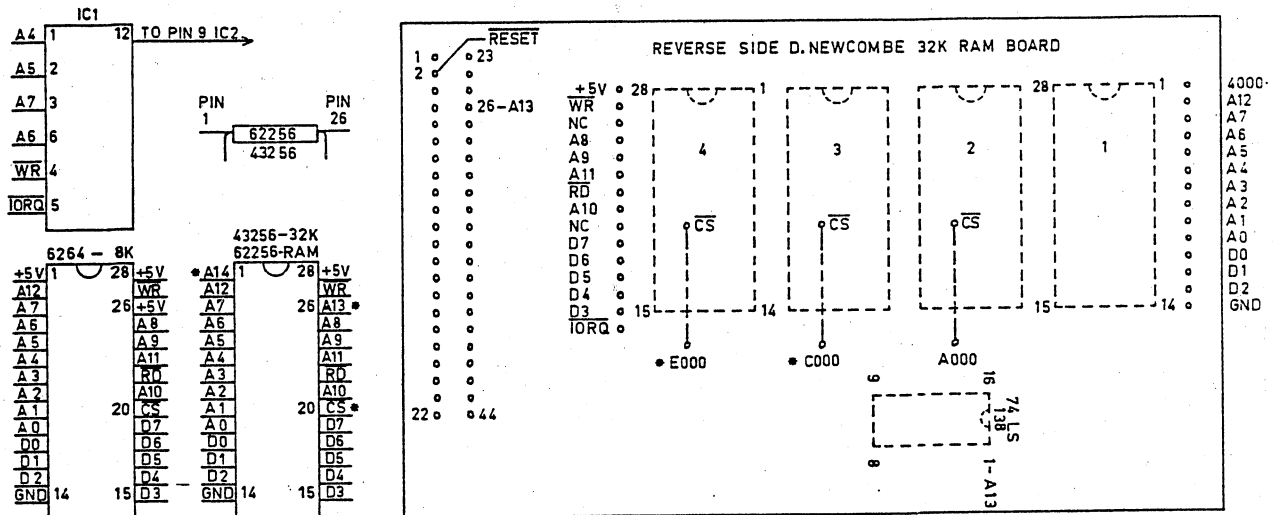 IC1
A4 1 12 TO PIN 9 IC2
A5 2
A7 3
A6 6
WR 4
IORQ 5
PIN PIN
1 26
62256
43256
6264 - 8K
+5V 1 28 +5V
A12 WR
A7 26 +5V
A6 A8
A5 A9
A4 A11
A3 RD
A2 A10
A1 20 CS
A0 D7
D0 D6
D1 D5
D2 D4
GND 14 15 D3
43256-32K
62256-RAM
* A14 1 28 +5V
A12 WR
A7 26 A13 *
A6 A8
A5 A9
A4 A11
A3 RD
A2 A10
A1 20 CS *
A0 D7
D0 D6
D1 D5
D2 D4
GND 14 15 D3
RESET
1 23
2
26-A13
22 44
REVERSE SIDE D.NEWCOMBE 32K RAM BOARD
+5V
WR
NC
A8
A9
A11
RD
A10
NC
D7
D6
D5
D4
D3
IORQ
28 1 28 1
4 3 2 1
CS CS CS
15 14 15 14
* E000 * C000 A000
4000-
A12
A7
A6
A5
A4
A3
A2
A1
A0
D0
D1
D2
GND
9 16
74 LS
138
8 1-A13